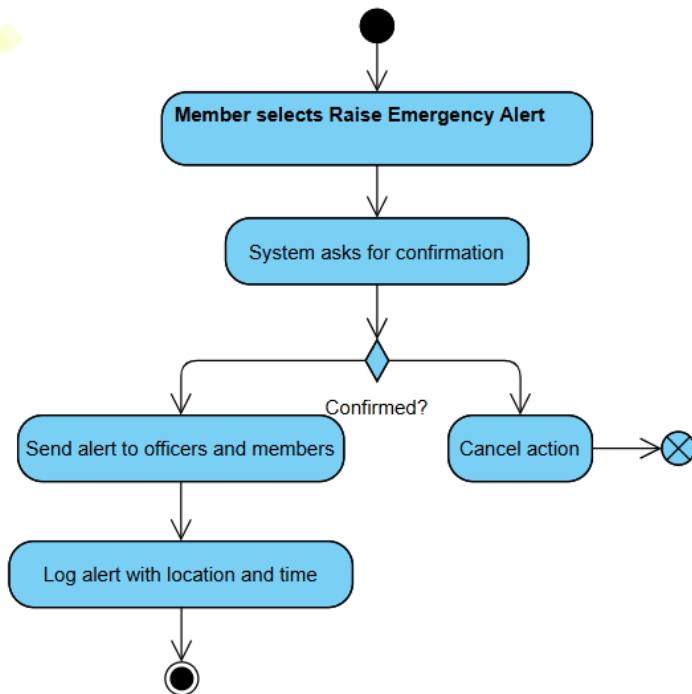 Member selects Raise Emergency Alert
System asks for confirmation
Confirmed?
Send alert to officers and members
Cancel action
Log alert with location and time